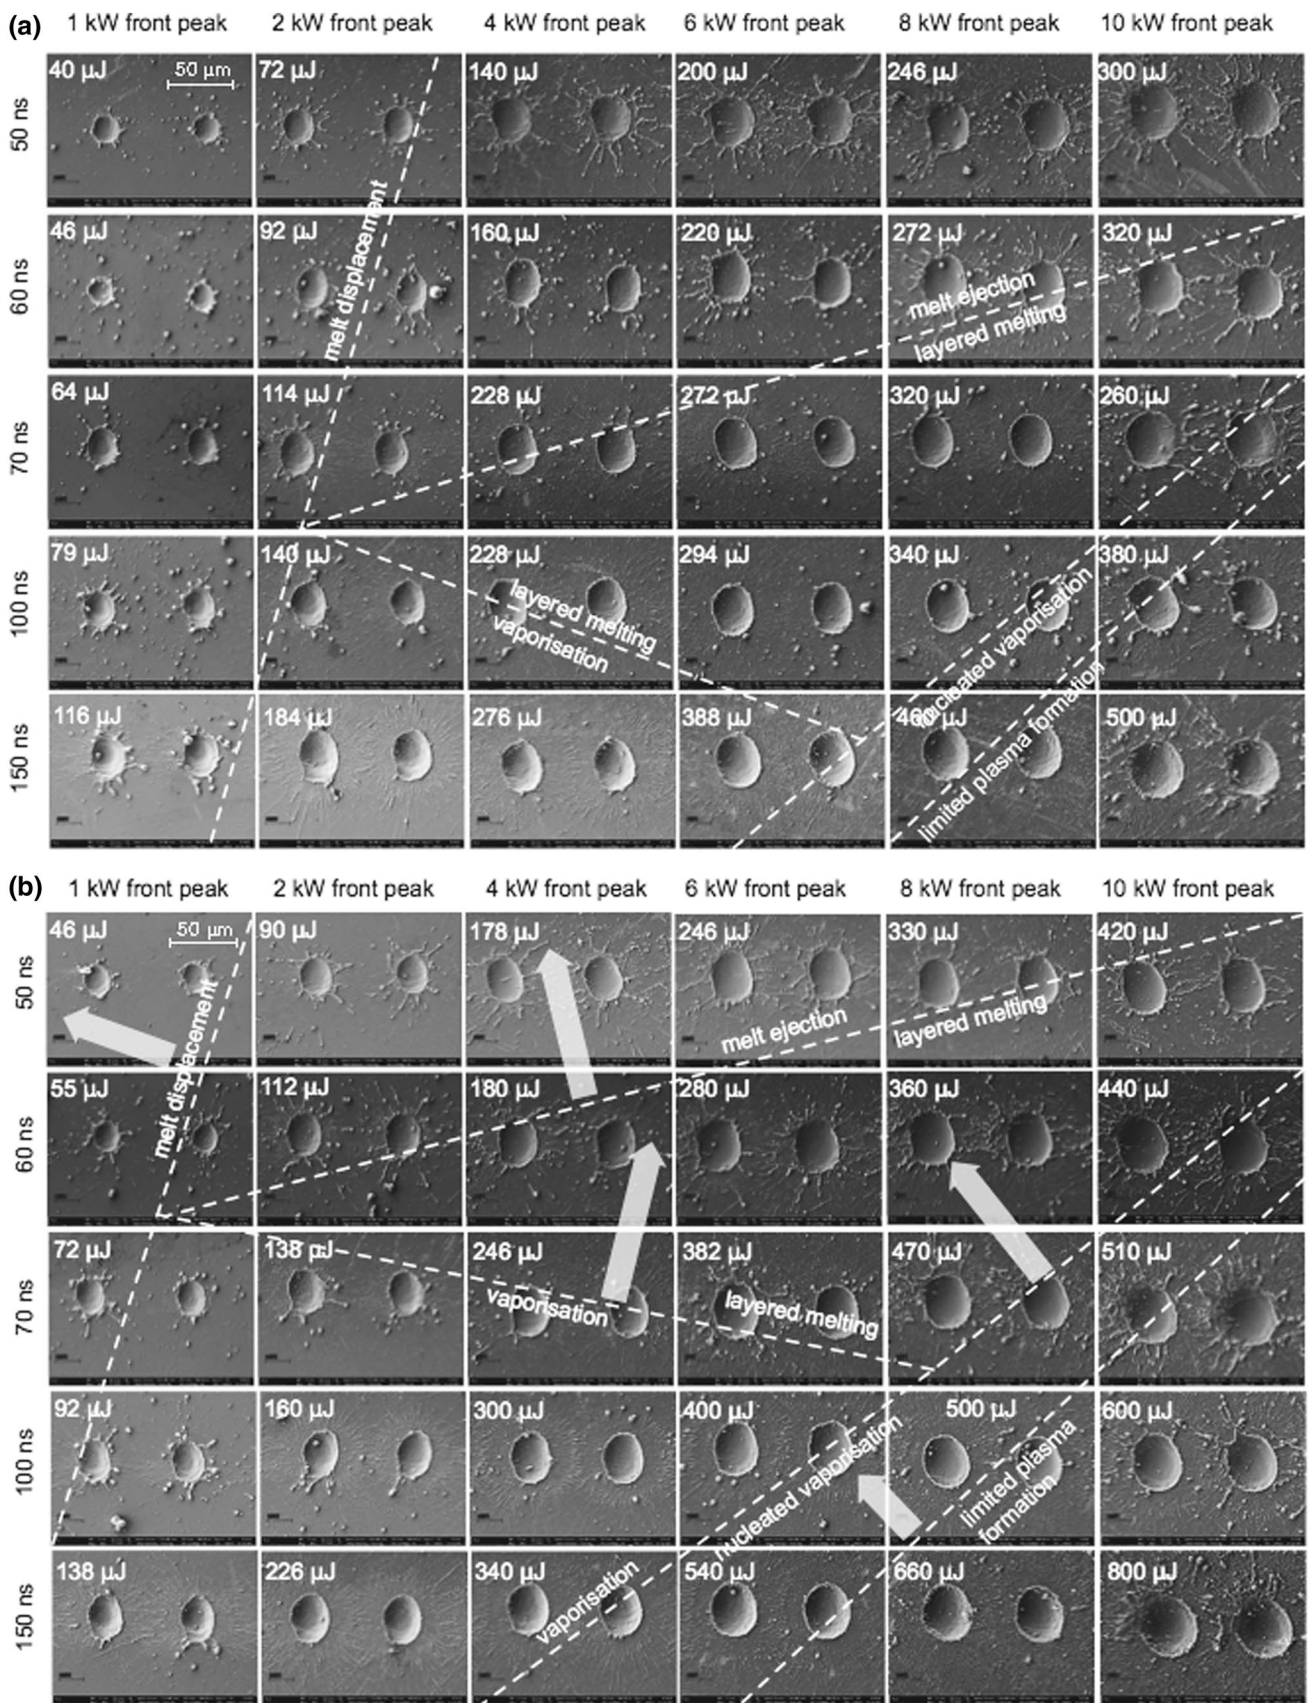 (a) 1 kW front peak 2 kW front peak 4 kW front peak 6 kW front peak 8 kW front peak 10 kW front peak
50 ns 40 µJ 50 µm 72 µJ 140 µJ 200 µJ 246 µJ 300 µJ
melt displacement
60 ns 46 µJ 92 µJ 160 µJ 220 µJ 272 µJ 320 µJ
melt ejection
layered melting
70 ns 64 µJ 114 µJ 228 µJ 272 µJ 320 µJ 260 µJ
100 ns 79 µJ 140 µJ 228 µJ 294 µJ 340 µJ 380 µJ
layered melting
vaporisation
nucleated vaporisation
limited plasma formation
150 ns 116 µJ 184 µJ 276 µJ 388 µJ 500 µJ
(b) 1 kW front peak 2 kW front peak 4 kW front peak 6 kW front peak 8 kW front peak 10 kW front peak
50 ns 46 µJ 50 µm 90 µJ 178 µJ 246 µJ 330 µJ 420 µJ
melt displacement
melt ejection
layered melting
60 ns 55 µJ 112 µJ 180 µJ 280 µJ 360 µJ 440 µJ
70 ns 72 µJ 138 µJ 246 µJ 382 µJ 470 µJ 510 µJ
vaporisation
layered melting
100 ns 92 µJ 160 µJ 300 µJ 400 µJ 500 µJ 600 µJ
nucleated vaporisation
limited plasma
formation
150 ns 138 µJ 226 µJ 340 µJ 540 µJ 660 µJ 800 µJ
vaporisation